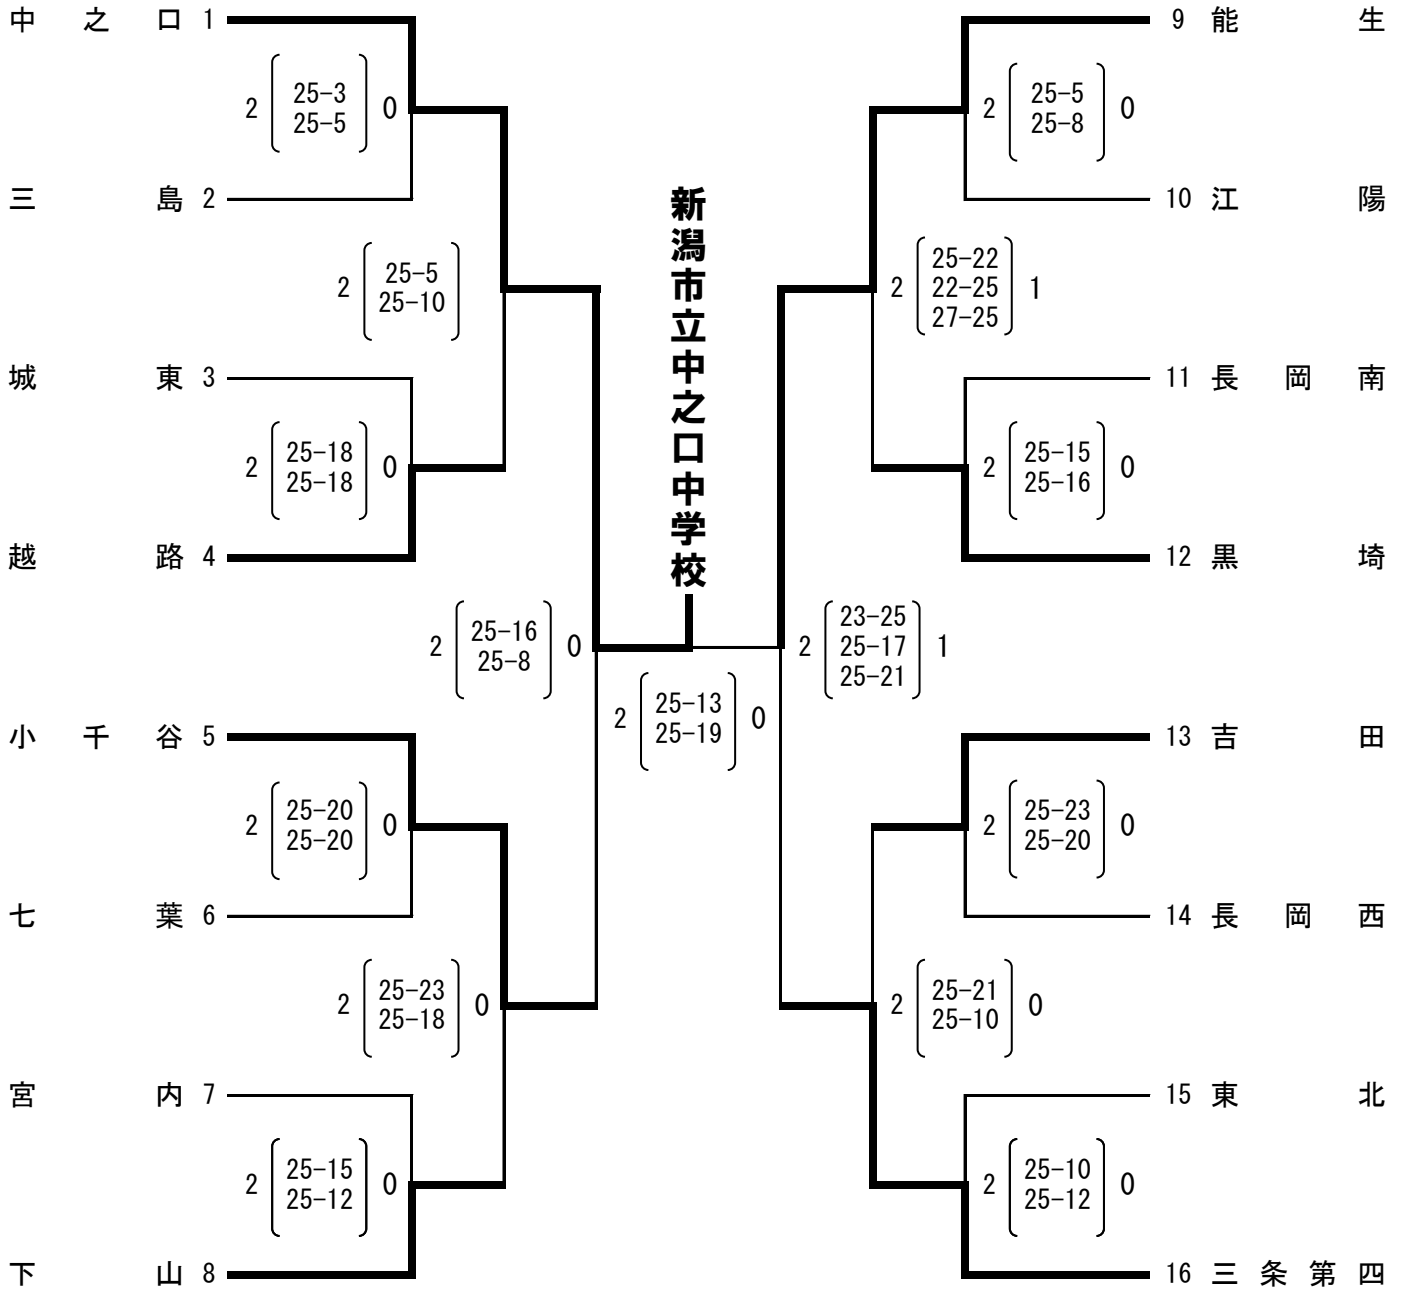 中之口 1
2 25-3 0
25-5
三島 2
2 25-5
25-10
城東 3
2 25-18 0
25-18
越路 4
2 25-16 0
25-8
小千谷 5
2 25-20 0
25-20
七葉 6
2 25-23 0
25-18
宮内 7
2 25-15 0
25-12
下山 8
新潟市立中之口中学校
2 25-13 0
25-19
9 能生
2 25-5 0
25-8
10 江陽
25-22
2 22-25 1
27-25
11 長岡南
2 25-15 0
25-16
12 黒埼
23-25
2 25-17 1
25-21
13 吉田
2 25-23 0
25-20
14 長岡西
2 25-21 0
25-10
15 東北
2 25-10 0
25-12
16 三条第四